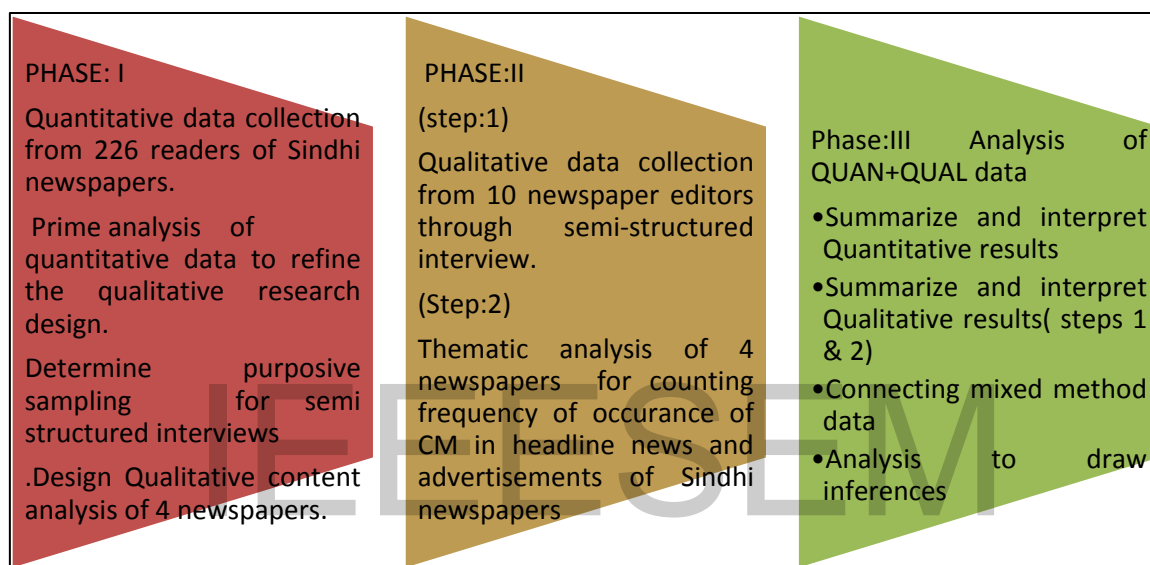 PHASE: I
Quantitative data collection
from 226 readers of Sindhi
newspapers.
Prime analysis of
quantitative data to refine
the qualitative research
design.
Determine purposive
sampling for semi
structured interviews
.Design Qualitative content
analysis of 4 newspapers.
PHASE:II
(step:1)
Qualitative data collection
from 10 newspaper editors
through semi-structured
interview.
(Step:2)
Thematic analysis of 4
newspapers for counting
frequency of occurance of
CM in headline news and
advertisements of Sindhi
newspapers
Phase:III Analysis of
QUAN+QUAL data
•Summarize and interpret
Quantitative results
•Summarize and interpret
Qualitative results( steps 1
& 2)
•Connecting mixed method
data
•Analysis to draw
inferences
IEEESEM